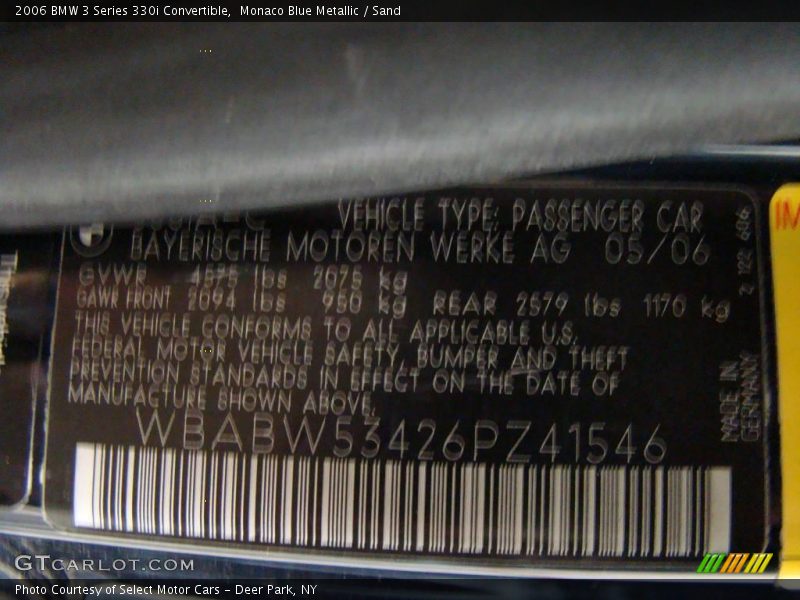 2006 BMW 3 Series 330i Convertible,  Monaco Blue Metallic / Sand
VEHICLE TYPE: PASSENGER CAR
BAYERISCHE MOTOREN WERKE AG 05/06
GVWR 4575 lbs 2075 kg
GAWR FRONT 2094 lbs 950 kg REAR 2579 lbs 1170 kg
THIS VEHICLE CONFORMS TO ALL APPLICABLE U.S.
FEDERAL MOTOR VEHICLE SAFETY, BUMPER AND THEFT
PREVENTION STANDARDS IN EFFECT ON THE DATE OF
MANUFACTURE SHOWN ABOVE.
WBABW53426PZ41546
MADE IN
GERMANY
IM
GTCARLOT.COM
Photo Courtesy of Select Motor Cars – Deer Park, NY